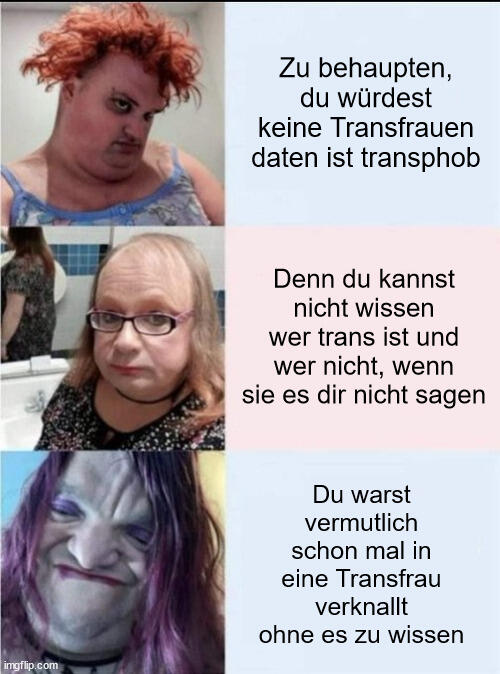 Zu behaupten,
du würdest
keine Transfrauen
daten ist transphob
Denn du kannst
nicht wissen
wer trans ist und
wer nicht, wenn
sie es dir nicht sagen
Du warst
vermutlich
schon mal in
eine Transfrau
verknallt
ohne es zu wissen
imgflip.com